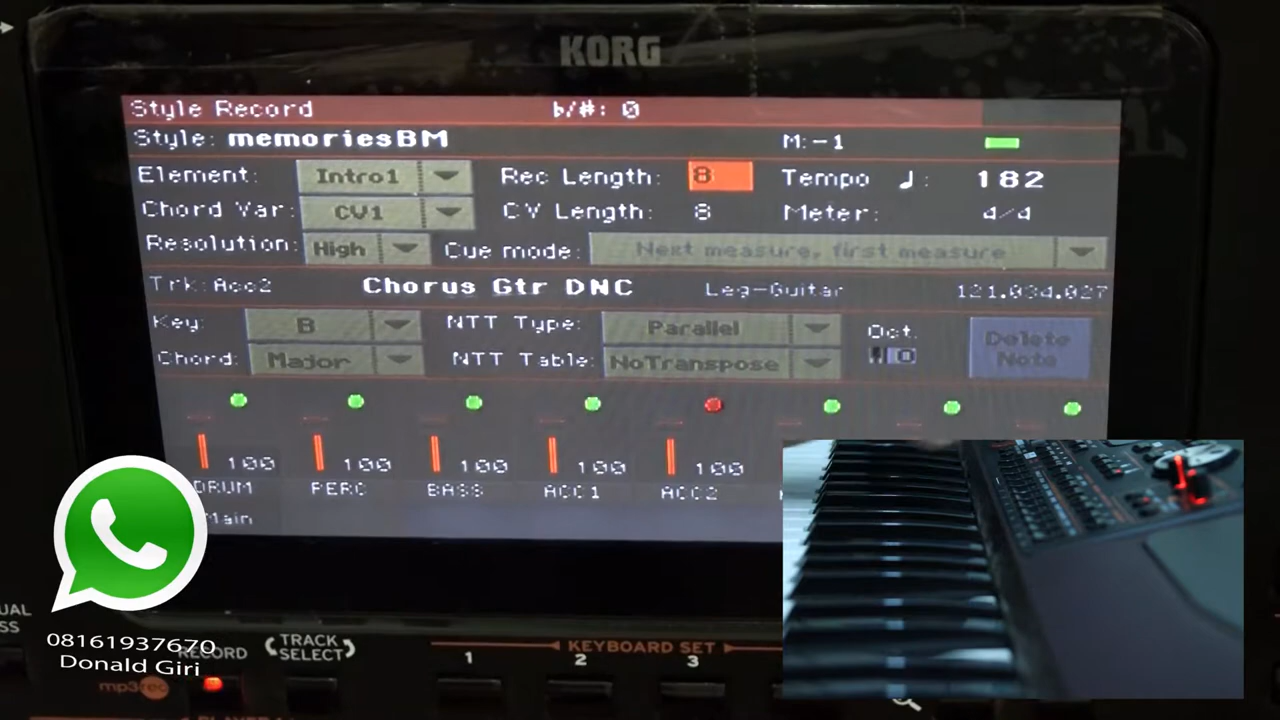 KORG
Style Record b/#: 0
Style: memoriesBM M:-1
Element: Intro1 Rec Length: 8 Tempo ♩: 182
Chord Var: CV1 CV Length: 8 Meter: 4/4
Resolution: High Cue mode: Next measure, first measure
Trk:Acc2 Chorus Gtr DNC Leg-Guitar 121.034.027
Key: B NTT Type: Parallel Oct. Delete
Chord: Major NTT Table: NoTranspose 0 Note
100 100 100 100 100
DRUM PERC BASS ACC1 ACC2
Main
08161937670
Donald Giri
RECORD TRACK SELECT KEYBOARD SET
1 2 3
mp3rec